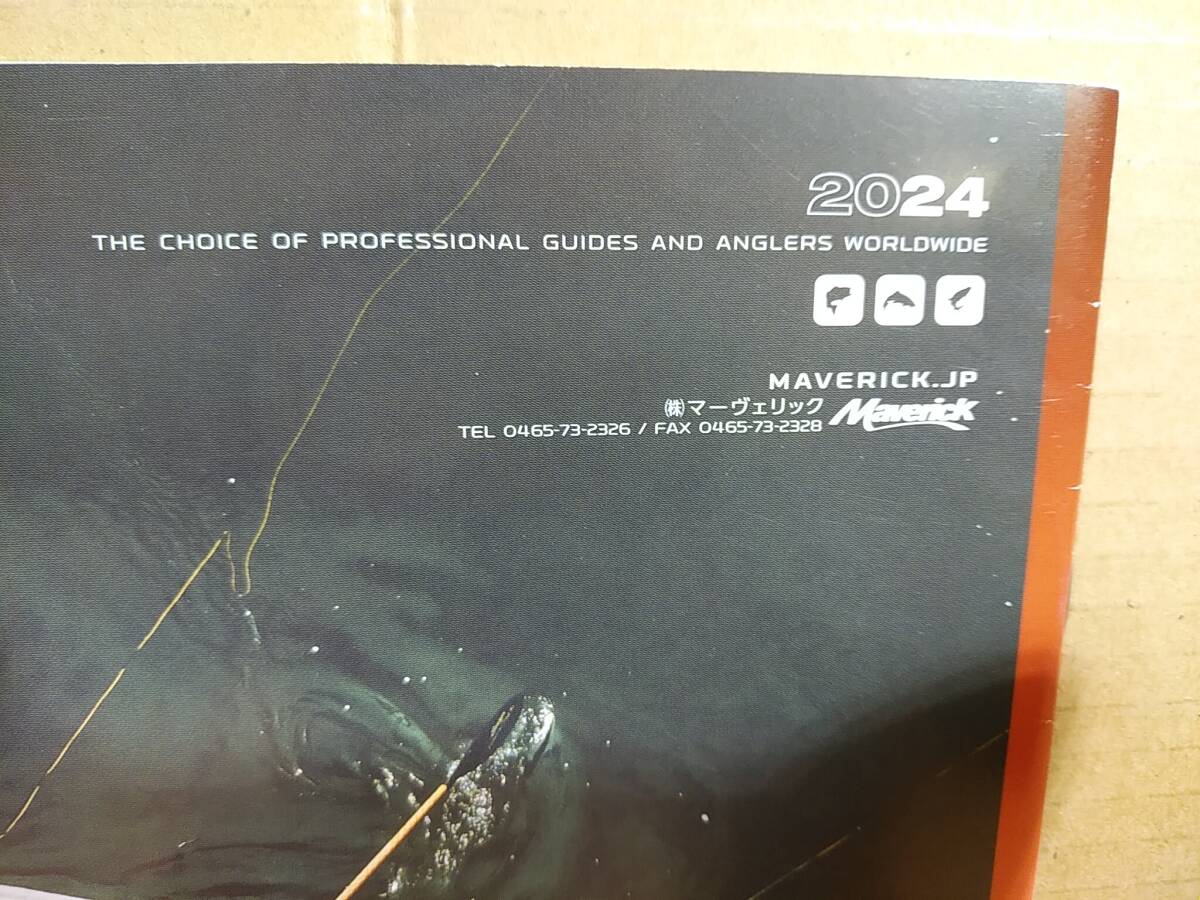 2024
THE CHOICE OF PROFESSIONAL GUIDES AND ANGLERS WORLDWIDE
MAVERICK.JP
㈱マーヴェリック Maverick
TEL 0465-73-2326 / FAX 0465-73-2328